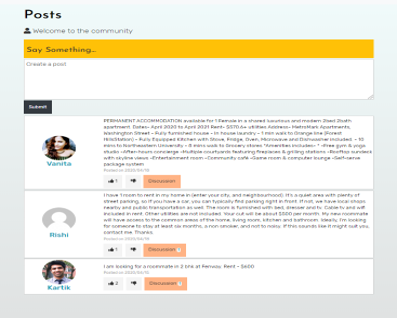 Posts
Welcome to the community
Say Something...
Create a post
Submit
PERMANENT ACCOMMODATION available for 1 Female in a shared luxurious and modern 2bed 2bath
apartment. Dates- April 2020 to April 2021 Rent- $570.64 utilities Address- MetroMark Apartments,
Washington Street - Fully furnished house - In house laundry - 1 min walk to Orange line (Forest
Hills Station) - Fully Equipped Kitchen with Stove, Fridge, Oven, Microwave and Dishwasher included. - 10
mins to Northeastern University - 8 mins walk to Grocery stores *Amenities includes- * •Free gym & yoga
studio •After-hours concierge •Multiple courtyards featuring fireplaces & grilling stations •Rooftop sundeck
with skyline views •Entertainment room •Community café •Game room & computer lounge •Self-serve
package system
Posted on 2020/04/15
Vanita
1
Discussion
I have 1 room to rent in my home in (enter your city, and neighbourhood). It's a quiet area with plenty of
street parking, so if you have a car, you can typically find parking right in front. If not, we have local shops
nearby and public transportation as well. The room is furnished with bed, dresser and tv. Cable tv and wifi
included in rent. Other utilities are not included. Your cut will be about $600 per month. My new roommate
will have access to the common areas of the home, living room, kitchen and bathroom. Ideally, I'm looking
for someone to stay at least six months, a non smoker, and not to noisy. If this sounds like it might suit you,
contact me. Thanks.
Posted on 2020/04/15
Rishi
1
Discussion
I am looking for a roommate in 2 bhk at Fenway. Rent - $600
Posted on 2020/04/15
Kartik
2
Discussion